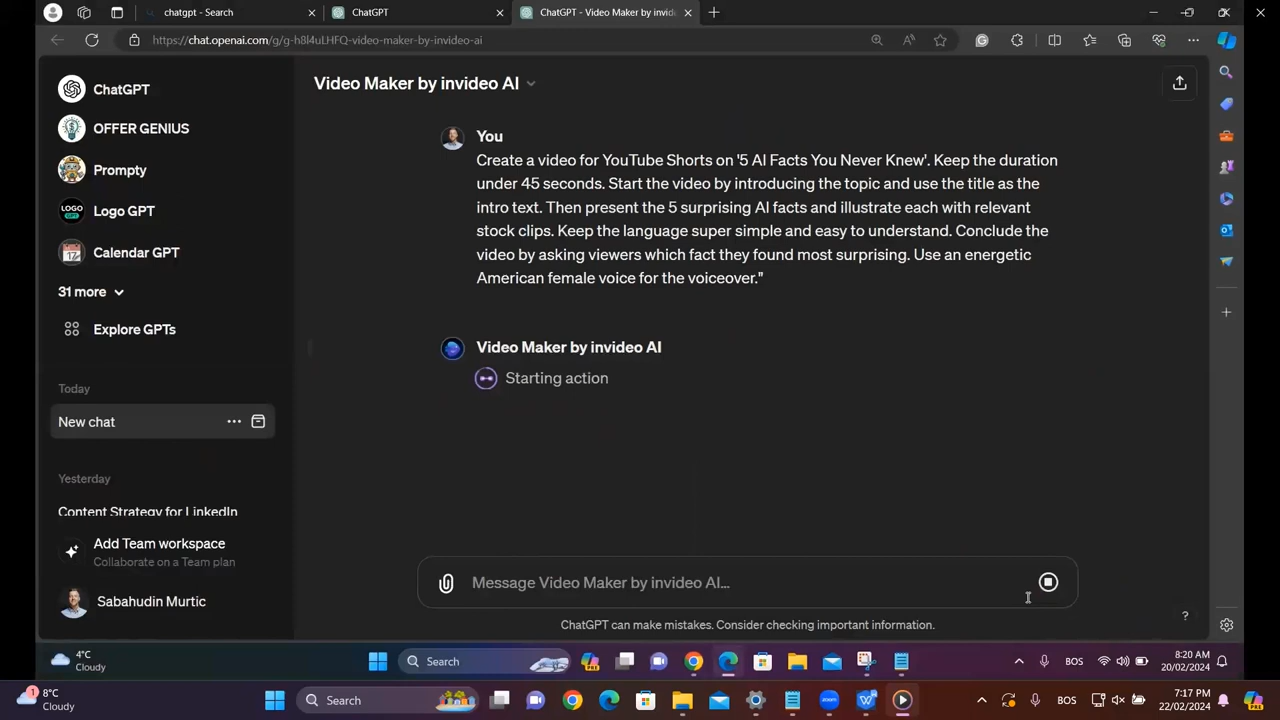 chatgpt - Search
ChatGPT
ChatGPT - Video Maker by invide
https://chat.openai.com/g/g-h8l4uLHFQ-video-maker-by-invideo-ai
ChatGPT
OFFER GENIUS
Prompty
LOGO GPT
Logo GPT
17
Calendar GPT
31 more
Explore GPTs
Today
New chat
Yesterday
Content Strategy for LinkedIn
Add Team workspace
Collaborate on a Team plan
Sabahudin Murtic
Video Maker by invideo AI
You
Create a video for YouTube Shorts on '5 AI Facts You Never Knew'. Keep the duration
under 45 seconds. Start the video by introducing the topic and use the title as the
intro text. Then present the 5 surprising AI facts and illustrate each with relevant
stock clips. Keep the language super simple and easy to understand. Conclude the
video by asking viewers which fact they found most surprising. Use an energetic
American female voice for the voiceover."
Video Maker by invideo AI
Starting action
Message Video Maker by invideo AI...
ChatGPT can make mistakes. Consider checking important information.
?
4°C
Cloudy
Search
PRE
BOS
8:20 AM
20/02/2024
1
8°C
Cloudy
Search
BOS
7:17 PM
22/02/2024
PRE